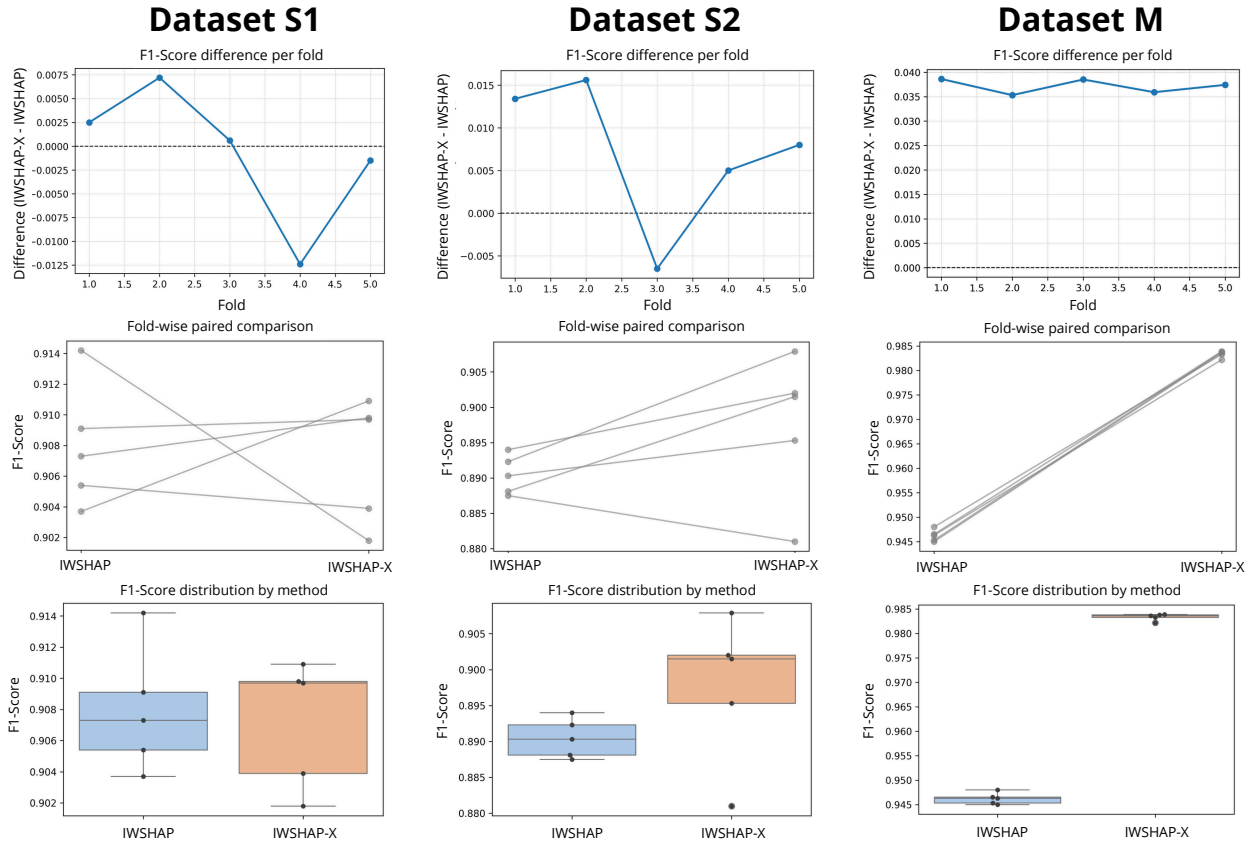 Dataset S1
Dataset S2
Dataset M
F1-Score difference per fold
F1-Score difference per fold
F1-Score difference per fold
Difference (IWSHAP-X - IWSHAP)
0.0075
0.0050
0.0025
0.0000
−0.0025
−0.0050
−0.0075
−0.0100
−0.0125
1.0 1.5 2.0 2.5 3.0 3.5 4.0 4.5 5.0
Fold
Difference (IWSHAP-X - IWSHAP)
0.015
0.010
0.005
0.000
−0.005
1.0 1.5 2.0 2.5 3.0 3.5 4.0 4.5 5.0
Fold
Difference (IWSHAP-X - IWSHAP)
0.040
0.035
0.030
0.025
0.020
0.015
0.010
0.005
0.000
1.0 1.5 2.0 2.5 3.0 3.5 4.0 4.5 5.0
Fold
Fold-wise paired comparison
Fold-wise paired comparison
Fold-wise paired comparison
F1-Score
0.914
0.912
0.910
0.908
0.906
0.904
0.902
IWSHAP IWSHAP-X
F1-Score
0.905
0.900
0.895
0.890
0.885
0.880
IWSHAP IWSHAP-X
F1-Score
0.985
0.980
0.975
0.970
0.965
0.960
0.955
0.950
0.945
IWSHAP IWSHAP-X
F1-Score distribution by method
F1-Score distribution by method
F1-Score distribution by method
F1-Score
0.914
0.912
0.910
0.908
0.906
0.904
0.902
IWSHAP IWSHAP-X
F1-Score
0.905
0.900
0.895
0.890
0.885
0.880
IWSHAP IWSHAP-X
F1-Score
0.985
0.980
0.975
0.970
0.965
0.960
0.955
0.950
0.945
IWSHAP IWSHAP-X